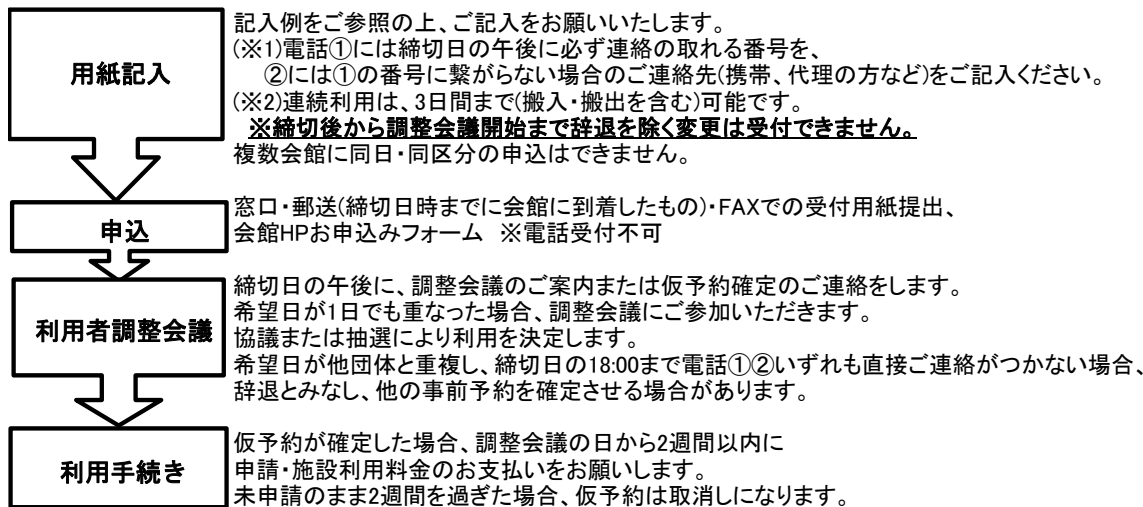 用紙記入
記入例をご参照の上、ご記入をお願いいたします。
(※1)電話①には締切日の午後に必ず連絡の取れる番号を、
②には①の番号に繋がらない場合のご連絡先(携帯、代理の方など)をご記入ください。
(※2)連続利用は、3日間まで(搬入・搬出を含む)可能です。
※締切後から調整会議開始まで辞退を除く変更は受付できません。
複数会館に同日・同区分の申込はできません。
申込
窓口・郵送(締切日時までに会館に到着したもの)・FAXでの受付用紙提出、
会館HPお申込みフォーム ※電話受付不可
利用者調整会議
締切日の午後に、調整会議のご案内または仮予約確定のご連絡をします。
希望日が1日でも重なった場合、調整会議にご参加いただきます。
協議または抽選により利用を決定します。
希望日が他団体と重複し、締切日の18:00まで電話①②いずれも直接ご連絡がつかない場合、
辞退とみなし、他の事前予約を確定させる場合があります。
利用手続き
仮予約が確定した場合、調整会議の日から2週間以内に
申請・施設利用料金のお支払いをお願いします。
未申請のまま2週間を過ぎた場合、仮予約は取消しになります。